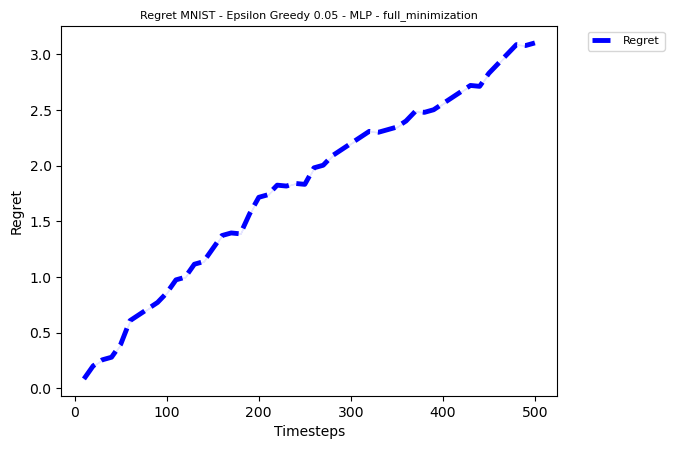 Regret MNIST - Epsilon Greedy 0.05 - MLP - full_minimization
Regret
3.0
2.5
2.0
1.5
1.0
0.5
0.0
Regret
0 100 200 300 400 500
Timesteps